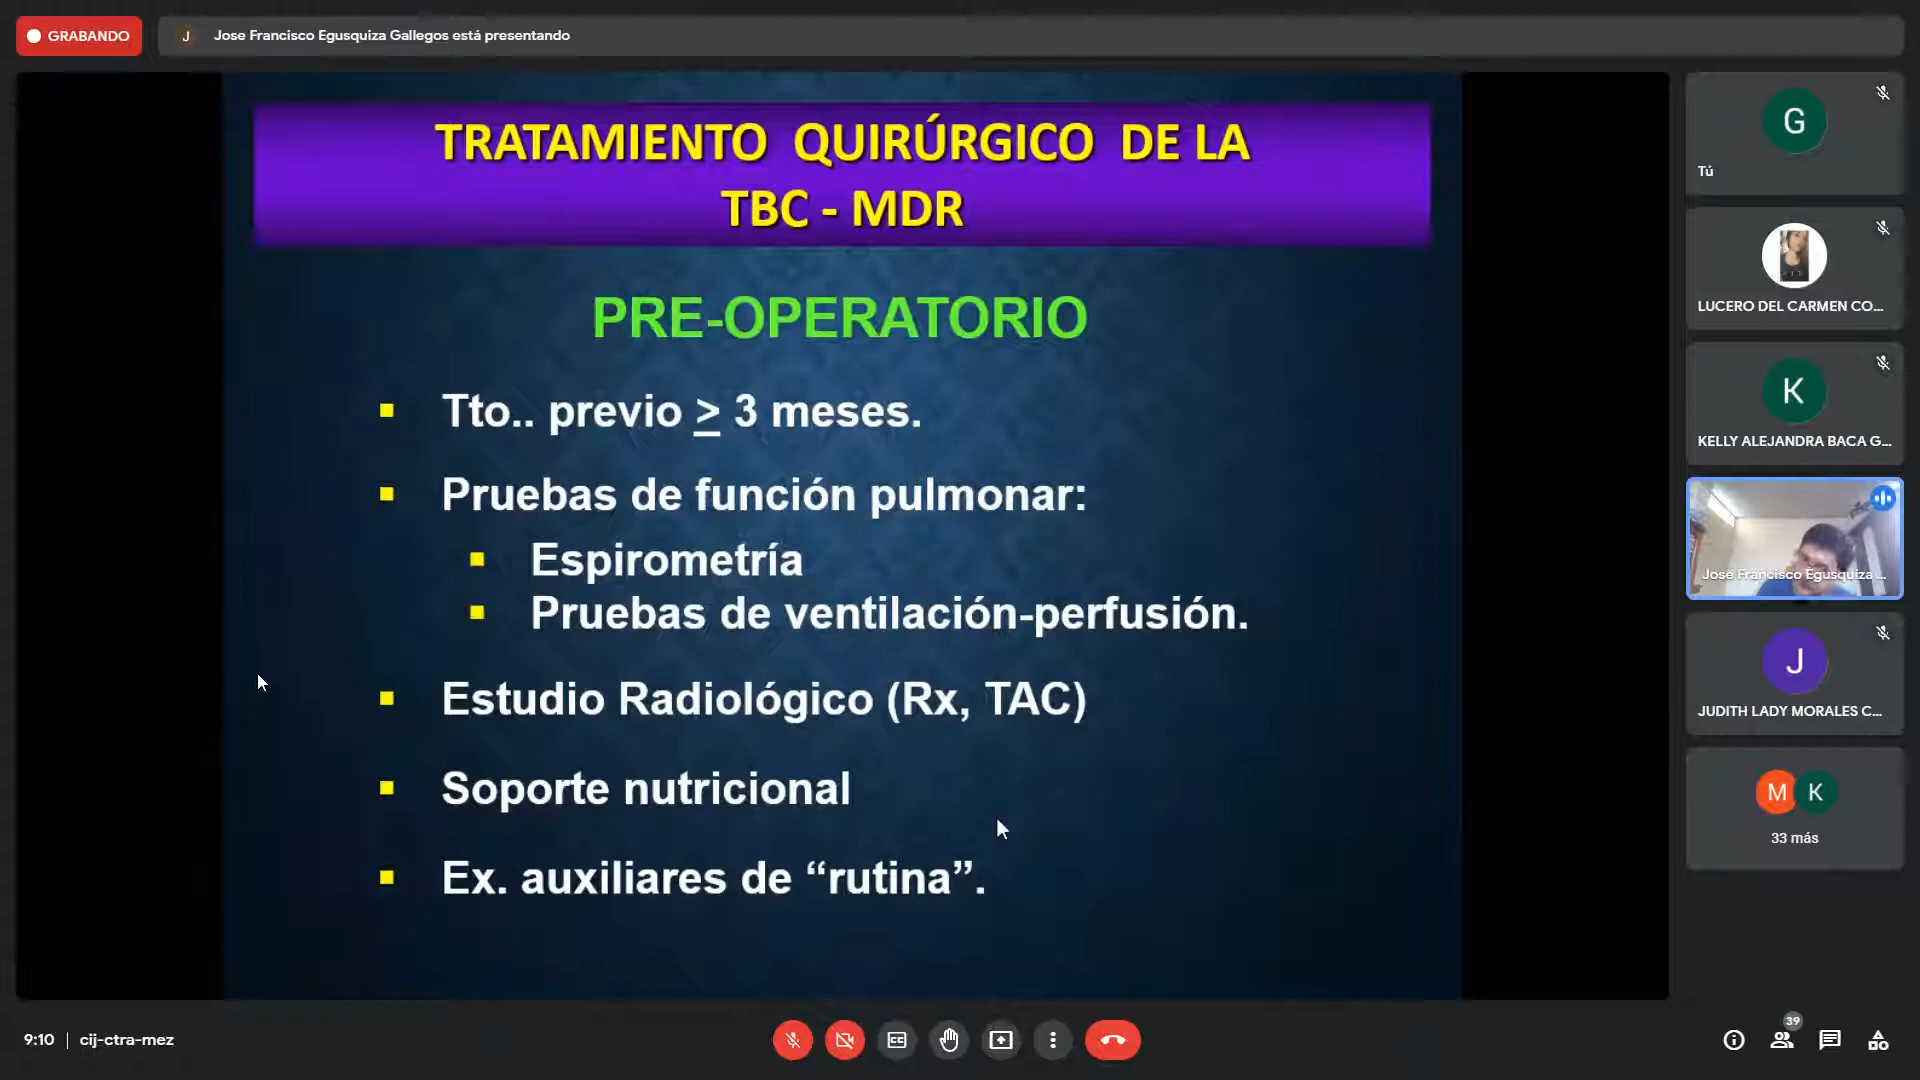 GRABANDO
J
Jose Francisco Egusquiza Gallegos está presentando
TRATAMIENTO QUIRÚRGICO DE LA
TBC - MDR
PRE-OPERATORIO
Tto.. previo ≥ 3 meses.
Pruebas de función pulmonar:
Espirometría
Pruebas de ventilación-perfusión.
Estudio Radiológico (Rx, TAC)
Soporte nutricional
Ex. auxiliares de “rutina”.
G
Tú
LUCERO DEL CARMEN CO...
K
KELLY ALEJANDRA BACA G...
Jose Francisco Egusquiza ...
J
JUDITH LADY MORALES C...
M K
33 más
9:10 | cij-ctra-mez
CC
39